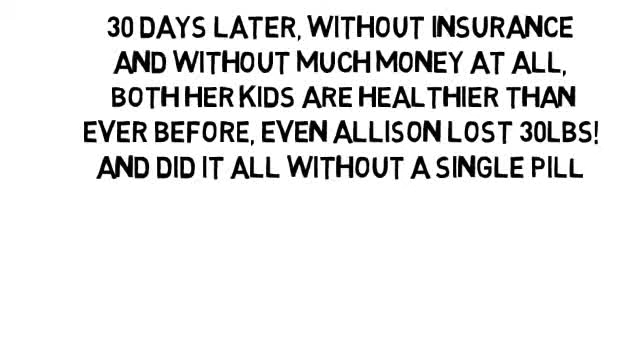 30 DAYS LATER, WITHOUT INSURANCE
AND WITHOUT MUCH MONEY AT ALL,
BOTH HER KIDS ARE HEALTHIER THAN
EVER BEFORE, EVEN ALLISON LOST 30LBS!
AND DID IT ALL WITHOUT A SINGLE PILL